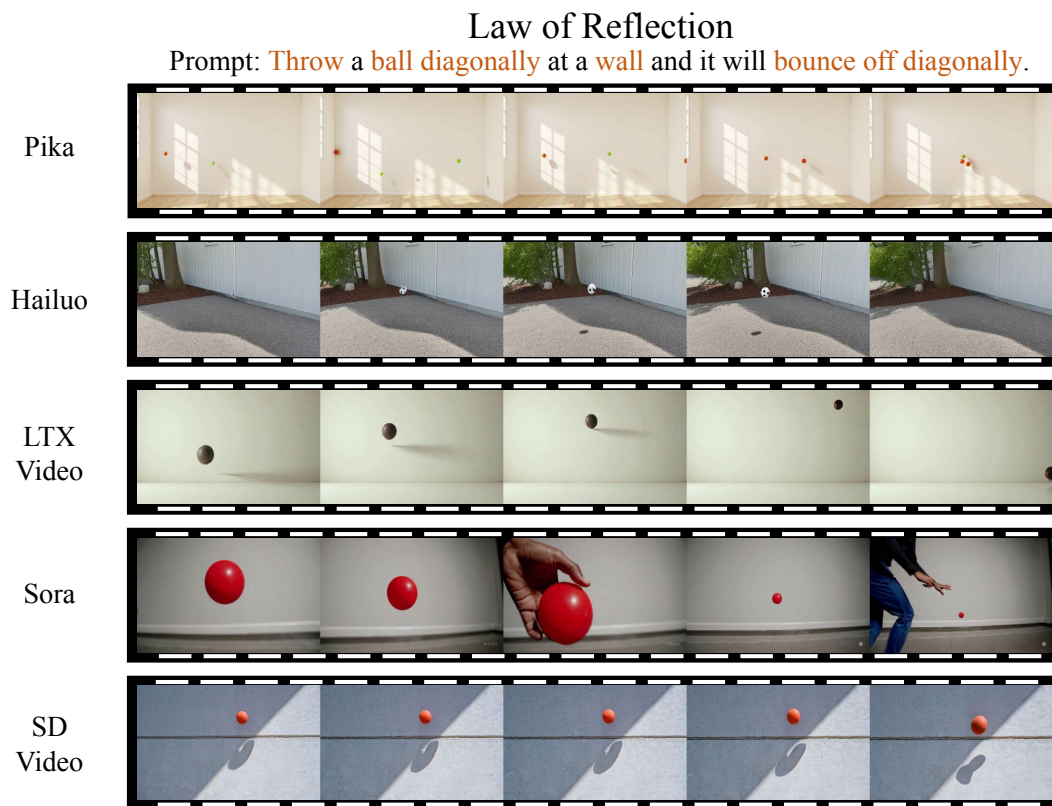 Law of Reflection
Prompt: Throw a ball diagonally at a wall and it will bounce off diagonally.
Pika
Hailuo
LTX
Video
Sora
SD
Video